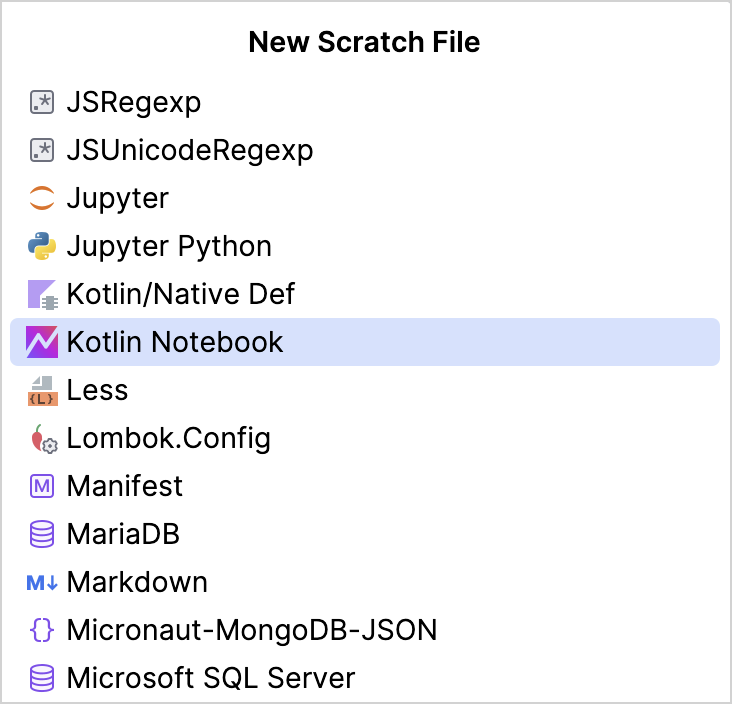 New Scratch File
JSRegexp
JSUnicodeRegexp
Jupyter
Jupyter Python
Kotlin/Native Def
Kotlin Notebook
{L} Less
Lombok.Config
M Manifest
MariaDB
M↓ Markdown
{} Micronaut-MongoDB-JSON
Microsoft SQL Server